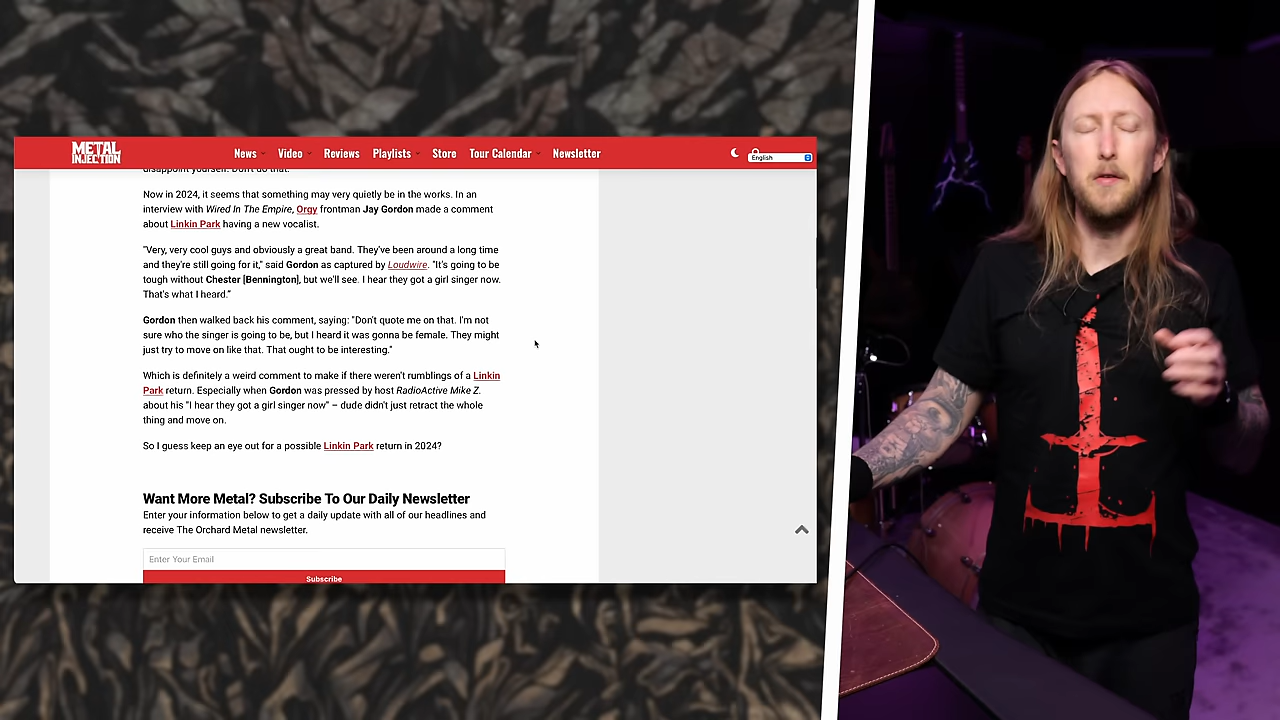 METAL
INJECTION
News
Video
Reviews
Playlists
Store
Tour Calendar
Newsletter
English
disappoint yourself. Don't do that.
Now in 2024, it seems that something may very quietly be in the works. In an
interview with Wired In The Empire, Orgy frontman Jay Gordon made a comment
about Linkin Park having a new vocalist.
"Very, very cool guys and obviously a great band. They've been around a long time
and they're still going for it," said Gordon as captured by Loudwire. "It's going to be
tough without Chester [Bennington], but we'll see. I hear they got a girl singer now.
That's what I heard."
Gordon then walked back his comment, saying: "Don't quote me on that. I'm not
sure who the singer is going to be, but I heard it was gonna be female. They might
just try to move on like that. That ought to be interesting."
Which is definitely a weird comment to make if there weren't rumblings of a Linkin
Park return. Especially when Gordon was pressed by host RadioActive Mike Z.
about his "I hear they got a girl singer now" – dude didn't just retract the whole
thing and move on.
So I guess keep an eye out for a possible Linkin Park return in 2024?
Want More Metal? Subscribe To Our Daily Newsletter
Enter your information below to get a daily update with all of our headlines and
receive The Orchard Metal newsletter.
Enter Your Email
Subscribe